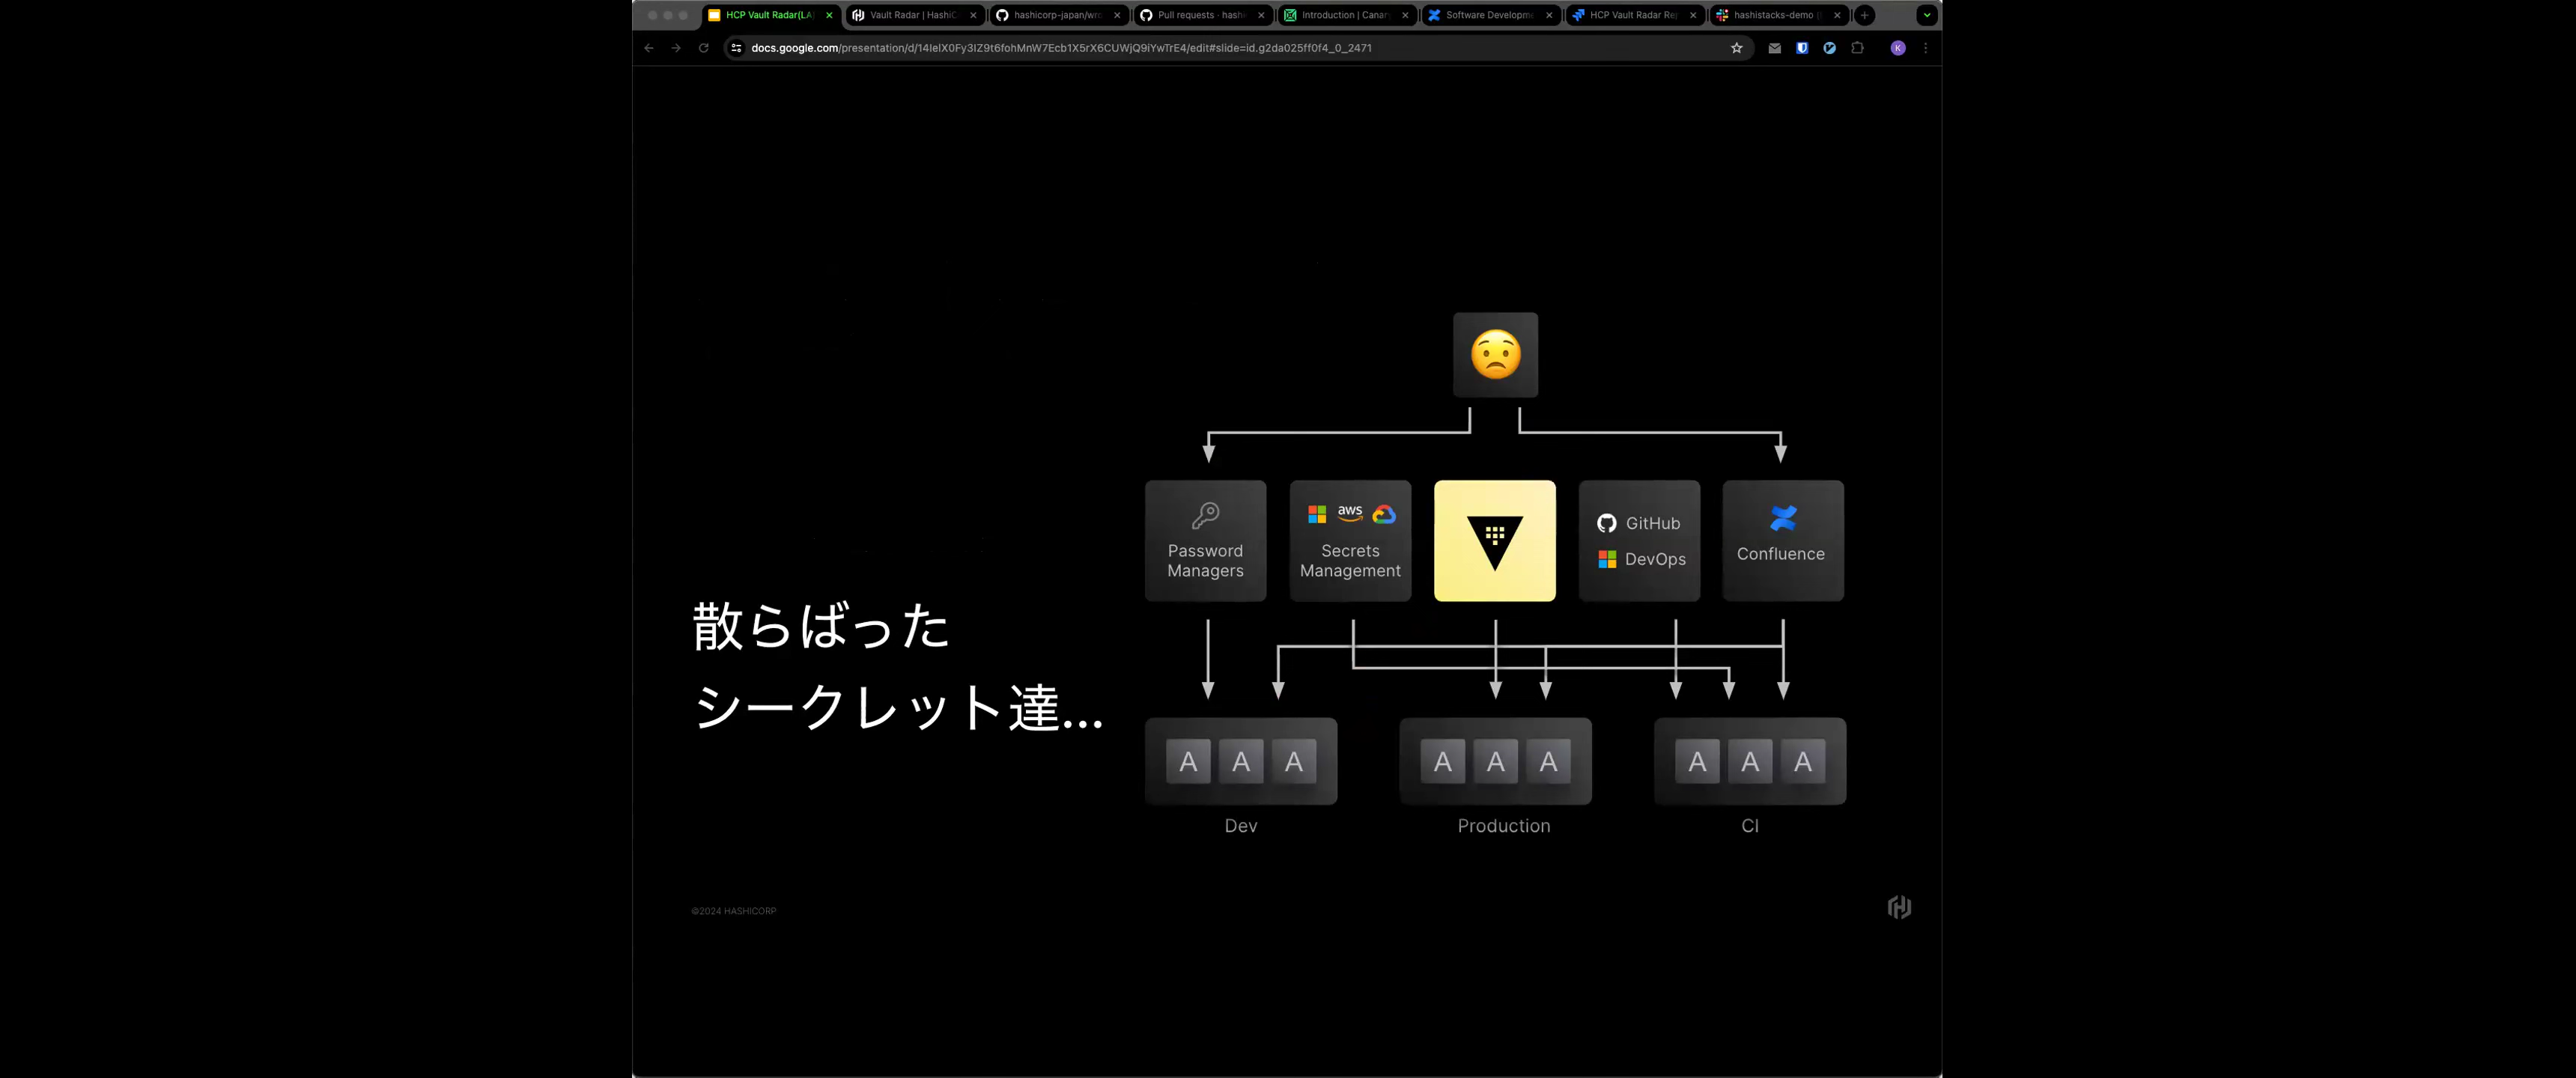 HCP Vault Radar(LA)
Vault Radar | HashiC
hashicorp-japan/wro
Pull requests · hash
Introduction | Canar
Software Developme
HCP Vault Radar Re
hashistacks-demo
docs.google.com/presentation/d/14IeIX0Fy3IZ9t6fohMnW7Ecb1X5rX6CUWjQ9iYwTrE4/edit#slide=id.g2da025ff0f4_0_2471
K
aws
GitHub
DevOps
Password
Managers
Secrets
Management
Confluence
散らばった
シークレット達...
A A A
A A A
A A A
Dev
Production
CI
©2024 HASHICORP